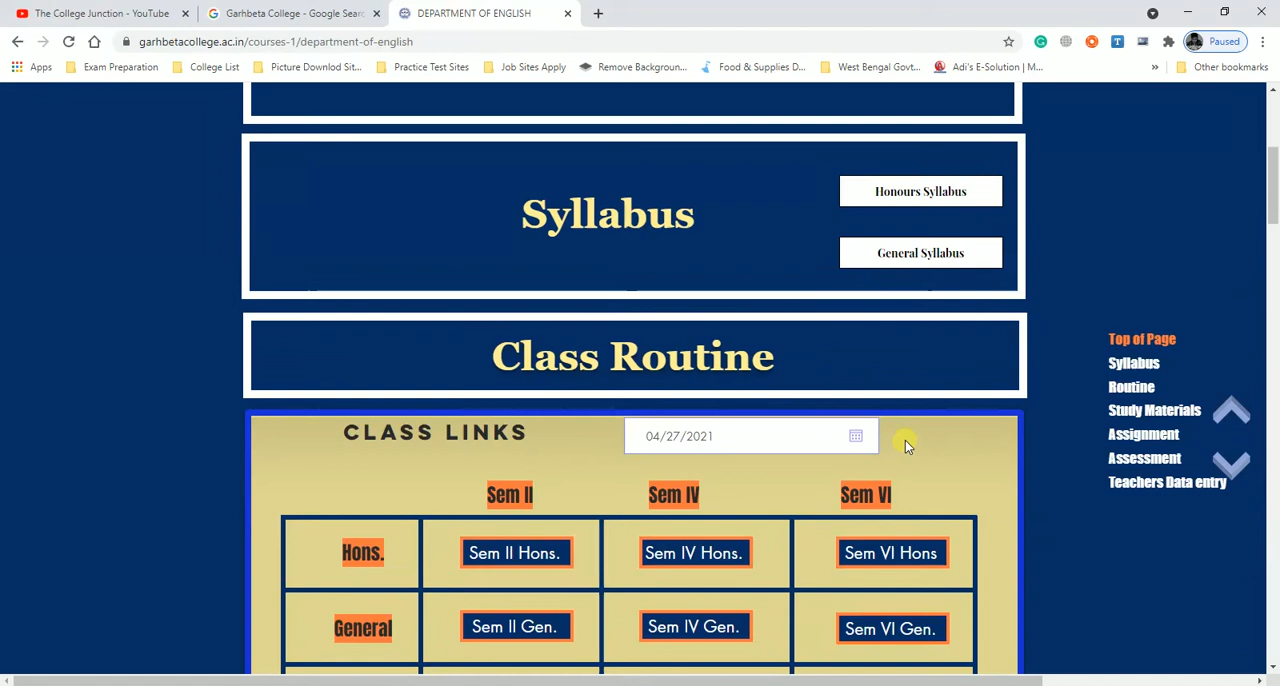 The College Junction - YouTube
Garhbeta College - Google Searc
DEPARTMENT OF ENGLISH
garhbetacollege.ac.in/courses-1/department-of-english
Paused
Apps
Exam Preparation
College List
Picture Downlod Sit...
Practice Test Sites
Job Sites Apply
Remove Backgroun...
Food & Supplies D...
West Bengal Govt...
Adi's E-Solution | M...
»
Other bookmarks
Syllabus
Honours Syllabus
General Syllabus
Class Routine
Top of Page
Syllabus
Routine
Study Materials
Assignment
Assessment
Teachers Data entry
CLASS LINKS
04/27/2021
Sem II Sem IV Sem VI
Hons. Sem II Hons. Sem IV Hons. Sem VI Hons
General Sem II Gen. Sem IV Gen. Sem VI Gen.